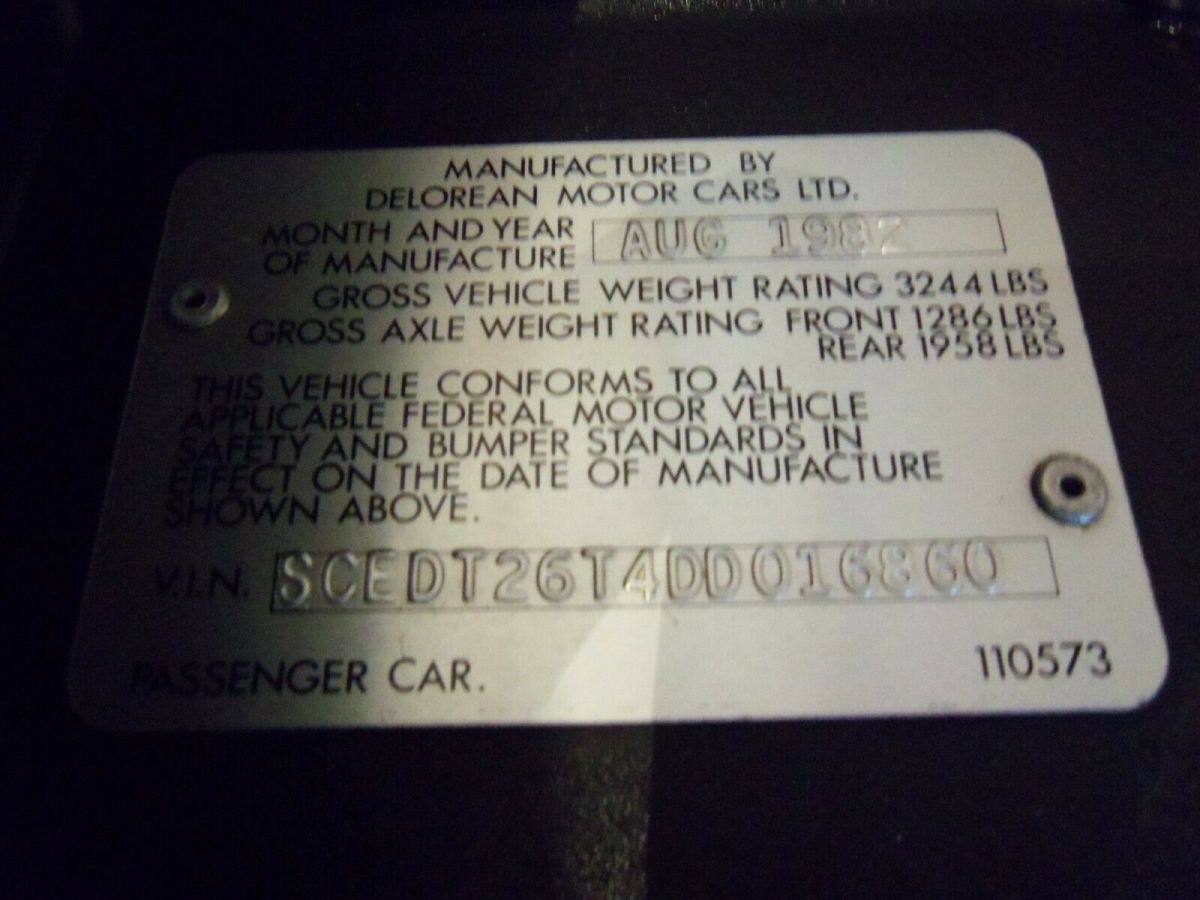 MANUFACTURED BY
DELOREAN MOTOR CARS LTD.
MONTH AND YEAR
OF MANUFACTURE AUG 1982
GROSS VEHICLE WEIGHT RATING 3244 LBS
GROSS AXLE WEIGHT RATING FRONT 1286 LBS
REAR 1958 LBS
THIS VEHICLE CONFORMS TO ALL
APPLICABLE FEDERAL MOTOR VEHICLE
SAFETY AND BUMPER STANDARDS IN
EFFECT ON THE DATE OF MANUFACTURE
SHOWN ABOVE.
V.I.N. SCEDT26T4DD016860
PASSENGER CAR.
110573